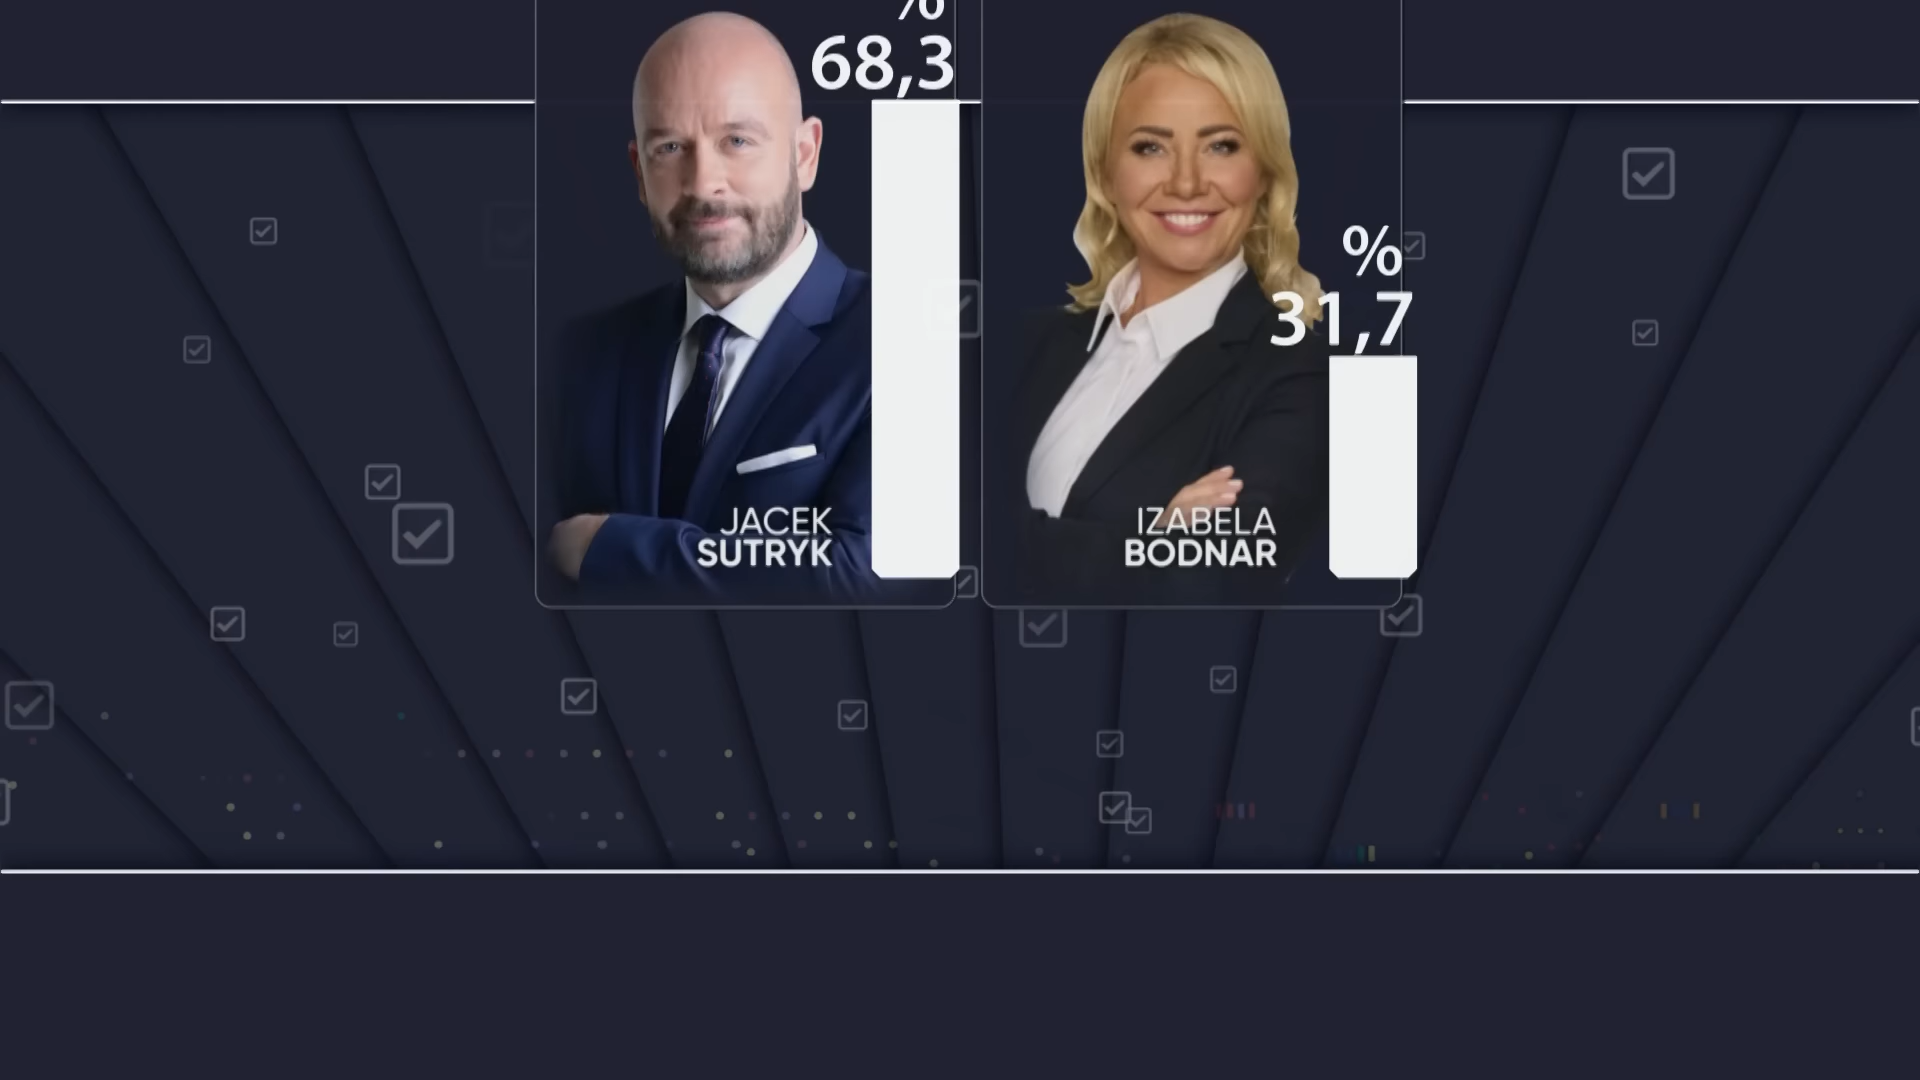 %
68,3
JACEK
SUTRYK
%
31,7
IZABELA
BODNAR